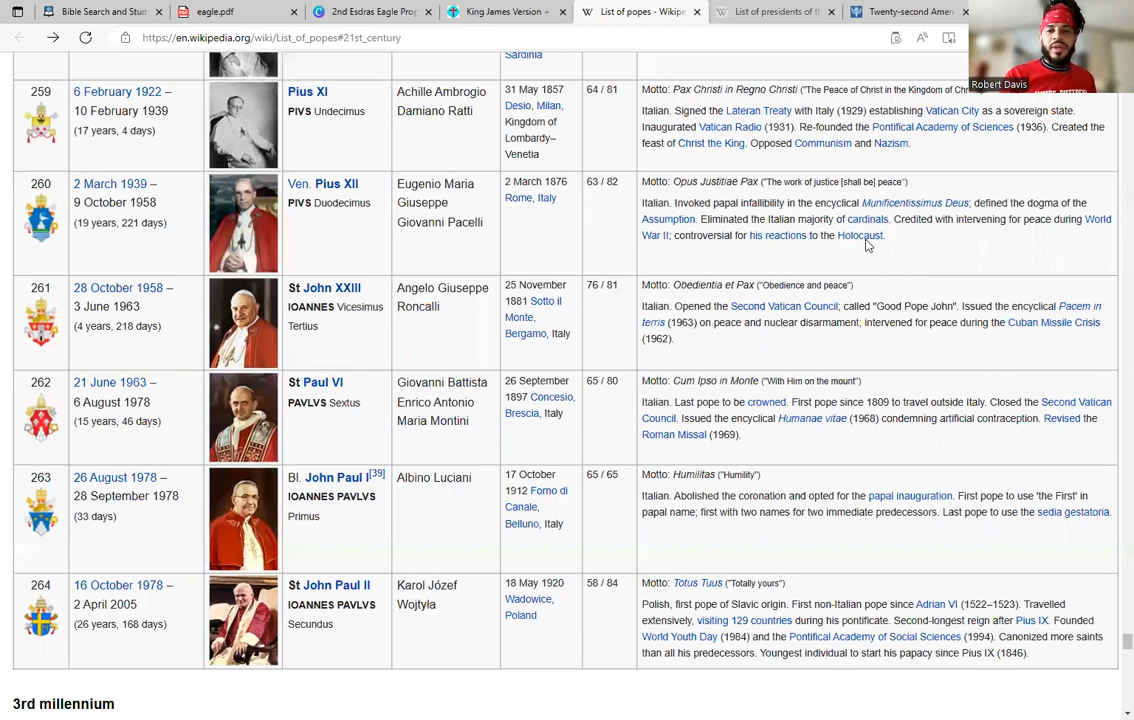 Bible Search and Stud
eagle.pdf
2nd Esdras Eagle Prop
King James Version +
List of popes - Wikipe
List of presidents of th
Twenty-second Amen
https://en.wikipedia.org/wiki/List_of_popes#21st_century
Robert Davis
Sardinia
259
6 February 1922 –
10 February 1939
(17 years, 4 days)
Pius XI
PIVS Undecimus
Achille Ambrogio
Damiano Ratti
31 May 1857
Desio, Milan,
Kingdom of
Lombardy–
Venetia
64 / 81
Motto: Pax Christi in Regno Christi ("The Peace of Christ in the Kingdom of Ch
Italian. Signed the Lateran Treaty with Italy (1929) establishing Vatican City as a sovereign state.
Inaugurated Vatican Radio (1931). Re-founded the Pontifical Academy of Sciences (1936). Created the
feast of Christ the King. Opposed Communism and Nazism.
260
2 March 1939 –
9 October 1958
(19 years, 221 days)
Ven. Pius XII
PIVS Duodecimus
Eugenio Maria
Giuseppe
Giovanni Pacelli
2 March 1876
Rome, Italy
63 / 82
Motto: Opus Justitiae Pax ("The work of justice [shall be] peace")
Italian. Invoked papal infallibility in the encyclical Munificentissimus Deus; defined the dogma of the
Assumption. Eliminated the Italian majority of cardinals. Credited with intervening for peace during World
War II; controversial for his reactions to the Holocaust.
261
28 October 1958 –
3 June 1963
(4 years, 218 days)
St John XXIII
IOANNES Vicesimus
Tertius
Angelo Giuseppe
Roncalli
25 November
1881 Sotto il
Monte,
Bergamo, Italy
76 / 81
Motto: Obedientia et Pax ("Obedience and peace")
Italian. Opened the Second Vatican Council; called "Good Pope John". Issued the encyclical Pacem in
terris (1963) on peace and nuclear disarmament; intervened for peace during the Cuban Missile Crisis
(1962).
262
21 June 1963 –
6 August 1978
(15 years, 46 days)
St Paul VI
PAVLVS Sextus
Giovanni Battista
Enrico Antonio
Maria Montini
26 September
1897 Concesio,
Brescia, Italy
65 / 80
Motto: Cum Ipso in Monte ("With Him on the mount")
Italian. Last pope to be crowned. First pope since 1809 to travel outside Italy. Closed the Second Vatican
Council. Issued the encyclical Humanae vitae (1968) condemning artificial contraception. Revised the
Roman Missal (1969).
263
26 August 1978 –
28 September 1978
(33 days)
Bl. John Paul I[39]
IOANNES PAVLVS
Primus
Albino Luciani
17 October
1912 Forno di
Canale,
Belluno, Italy
65 / 65
Motto: Humilitas ("Humility")
Italian. Abolished the coronation and opted for the papal inauguration. First pope to use 'the First' in
papal name; first with two names for two immediate predecessors. Last pope to use the sedia gestatoria.
264
16 October 1978 –
2 April 2005
(26 years, 168 days)
St John Paul II
IOANNES PAVLVS
Secundus
Karol Józef
Wojtyła
18 May 1920
Wadowice,
Poland
58 / 84
Motto: Totus Tuus ("Totally yours")
Polish, first pope of Slavic origin. First non-Italian pope since Adrian VI (1522–1523). Travelled
extensively, visiting 129 countries during his pontificate. Second-longest reign after Pius IX. Founded
World Youth Day (1984) and the Pontifical Academy of Social Sciences (1994). Canonized more saints
than all his predecessors. Youngest individual to start his papacy since Pius IX (1846).
3rd millennium